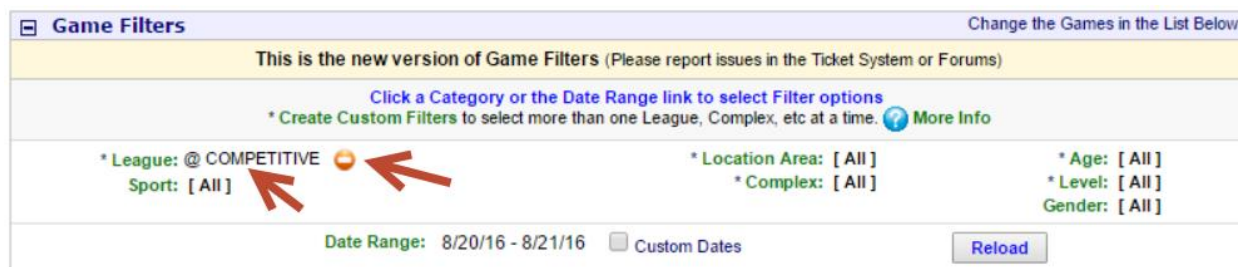 Game Filters Change the Games in the List Below
This is the new version of Game Filters (Please report issues in the Ticket System or Forums)
Click a Category or the Date Range link to select Filter options
* Create Custom Filters to select more than one League, Complex, etc at a time. ? More Info
* League: @ COMPETITIVE * Location Area: [ All ] * Age: [ All ]
Sport: [ All ] * Complex: [ All ] * Level: [ All ]
Gender: [ All ]
Date Range: 8/20/16 - 8/21/16 Custom Dates Reload